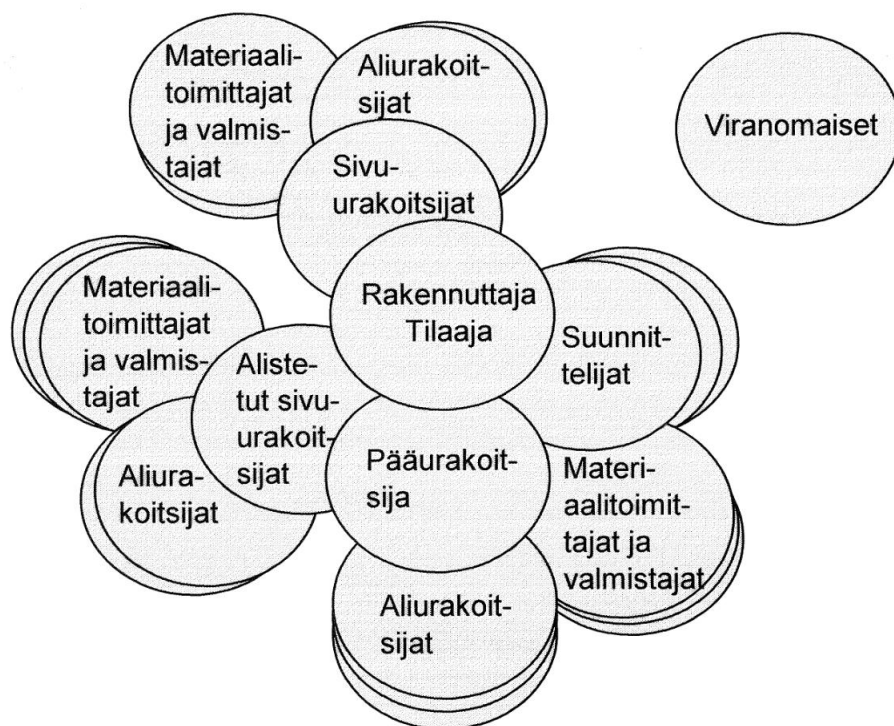 Materiaali-
toimittajat
ja valmis-
tajat
Aliurakoit-
sijat
Viranomaiset
Sivu-
urakoitsijat
Materiaali-
toimittajat
ja valmis-
tajat
Rakennuttaja
Tilaaja
Suunnit-
telijat
Aliste-
tut sivu-
urakoit-
sijat
Aliura-
koitsijat
Pääurakoit-
sija
Materi-
aalitoimit-
tajat ja
valmistajat
Aliurakoit-
sijat